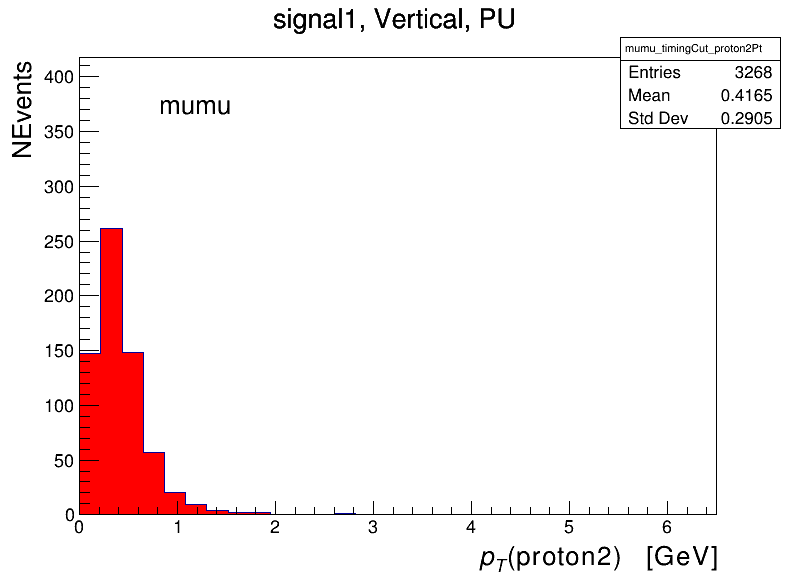 signal1, Vertical, PU
mumu_timingCut_proton2Pt
Entries 3268
Mean 0.4165
Std Dev 0.2905
NEvents
mumu
400
350
300
250
200
150
100
50
0
0 1 2 3 4 5 6
p_T(proton2) [GeV]